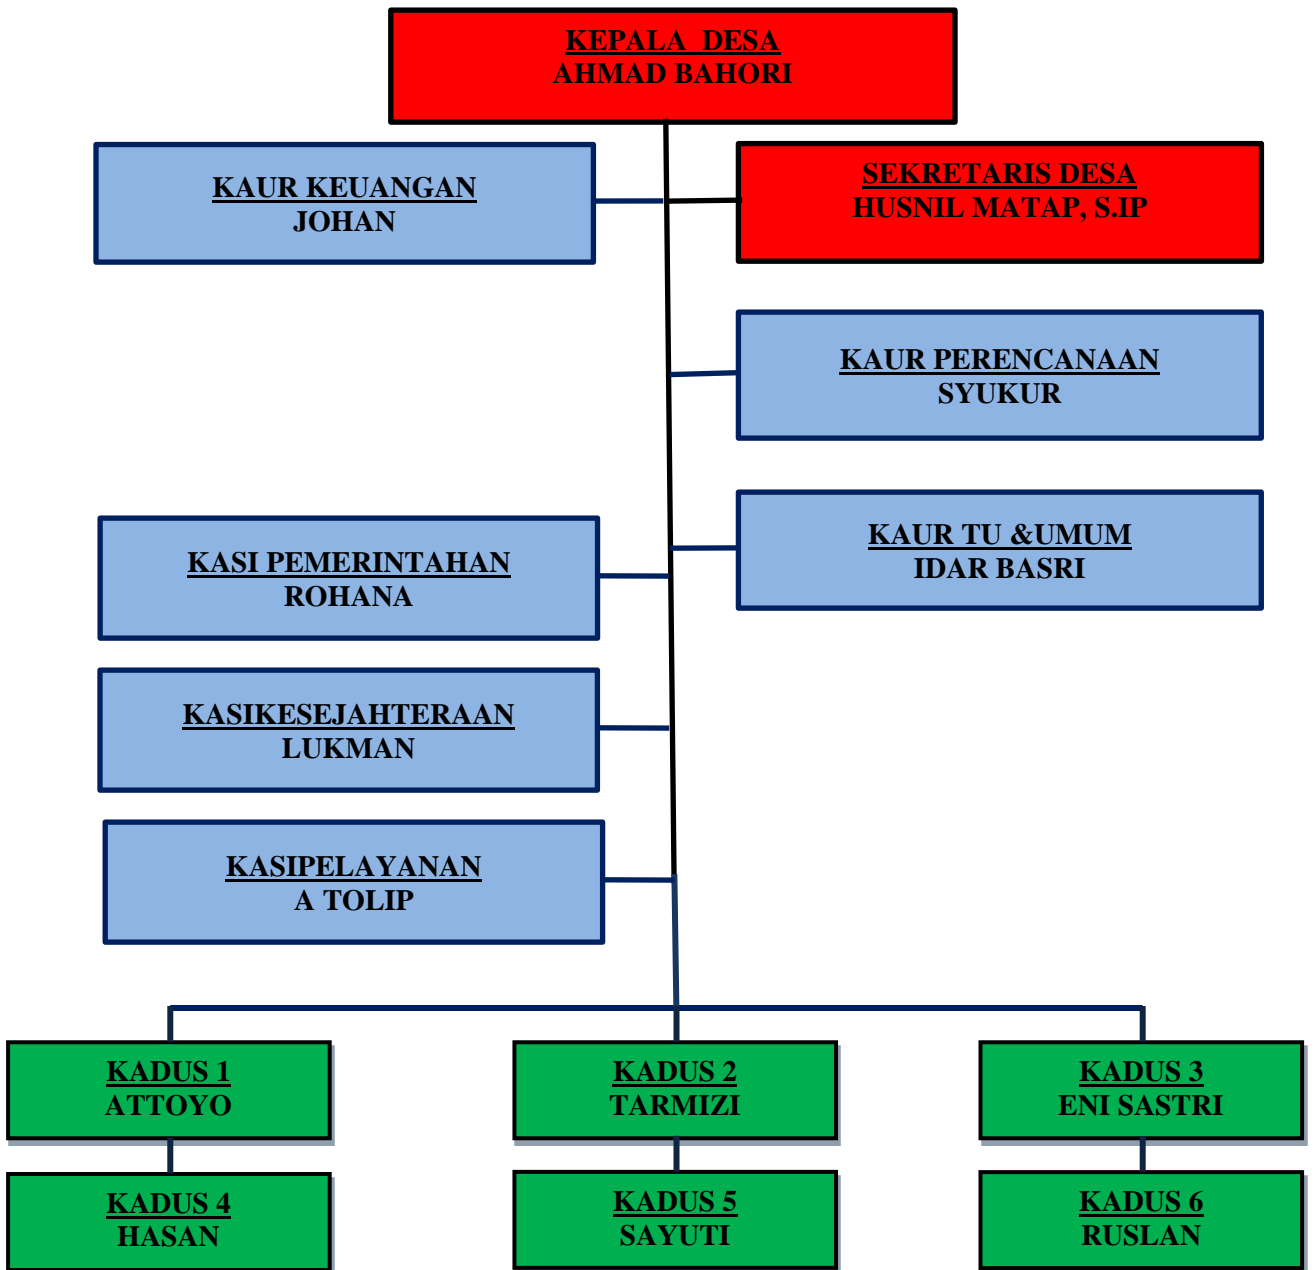 KEPALA  DESA
AHMAD BAHORI
KAUR KEUANGAN
JOHAN
SEKRETARIS DESA
HUSNIL MATAP, S.IP
KAUR PERENCANAAN
SYUKUR
KAUR TU &UMUM
IDAR BASRI
KASI PEMERINTAHAN
ROHANA
KASIKESEJAHTERAAN
LUKMAN
KASIPELAYANAN
A TOLIP
KADUS 1
ATTOYO
KADUS 2
TARMIZI
KADUS 3
ENI SASTRI
KADUS 4
HASAN
KADUS 5
SAYUTI
KADUS 6
RUSLAN